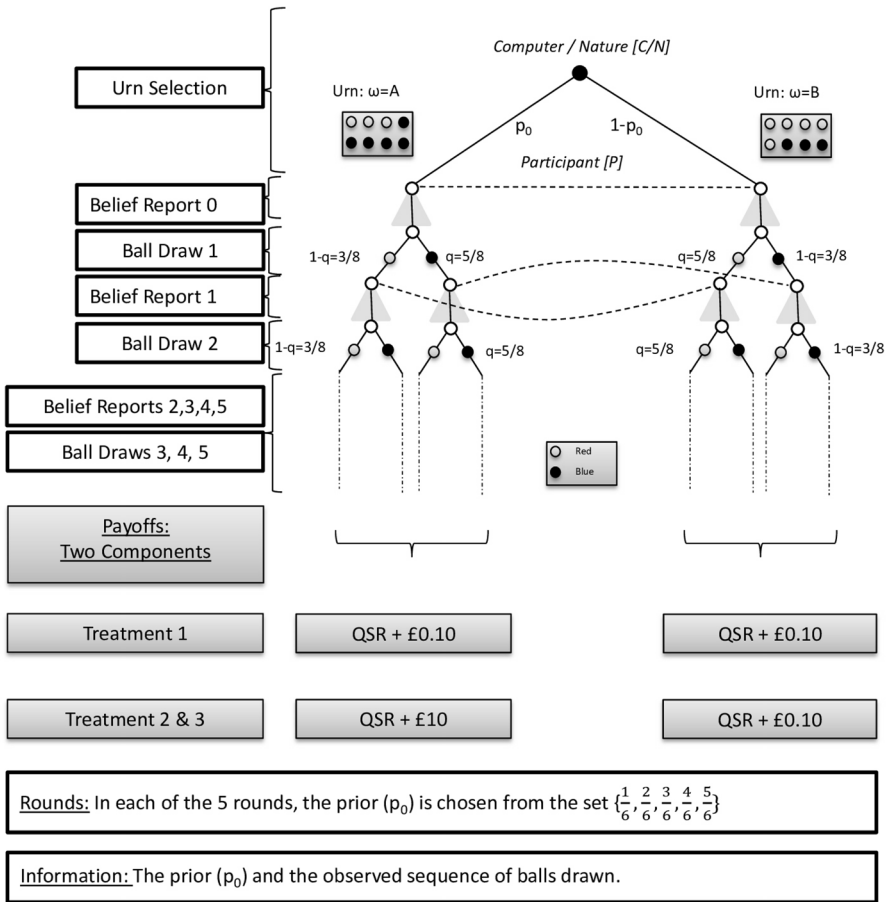 Computer / Nature [C/N]
Urn Selection
Urn: ω=A
Urn: ω=B
p0
1-p0
Participant [P]
Belief Report 0
Ball Draw 1
1-q=3/8
q=5/8
q=5/8
1-q=3/8
Belief Report 1
Ball Draw 2
1-q=3/8
q=5/8
q=5/8
1-q=3/8
Belief Reports 2,3,4,5
Ball Draws 3, 4, 5
Red
Blue
Payoffs:
Two Components
Treatment 1
QSR + £0.10
QSR + £0.10
Treatment 2 & 3
QSR + £10
QSR + £0.10
Rounds: In each of the 5 rounds, the prior (p0) is chosen from the set {1/6, 2/6, 3/6, 4/6, 5/6}
Information: The prior (p0) and the observed sequence of balls drawn.